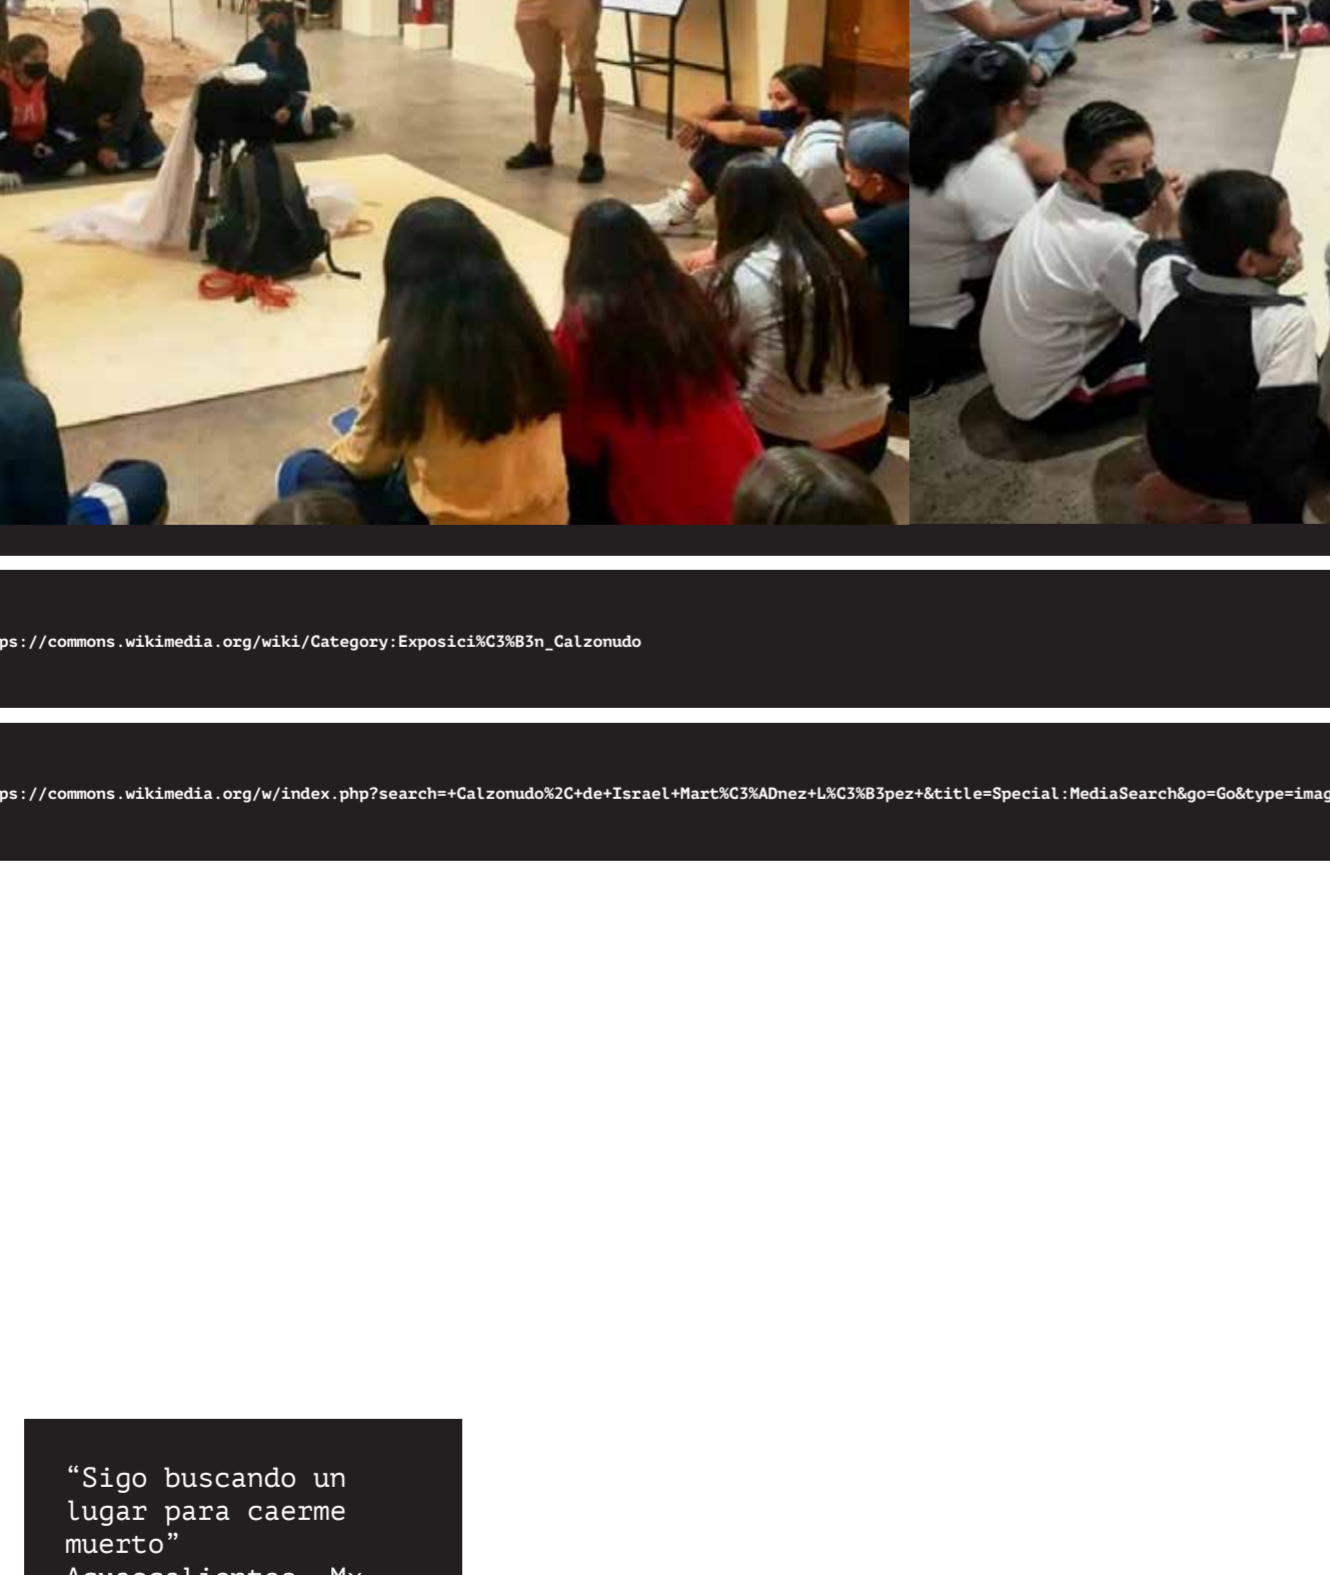 ps://commons.wikimedia.org/wiki/Category:Exposici%C3%B3n_Calzonudo
ps://commons.wikimedia.org/w/index.php?search=+Calzonudo%2C+de+Israel+Mart%C3%ADnez+L%C3%B3pez+&title=Special:MediaSearch&go=Go&type=imag
“Sigo buscando un
lugar para caerme
muerto”
Aguascalientes, Mx